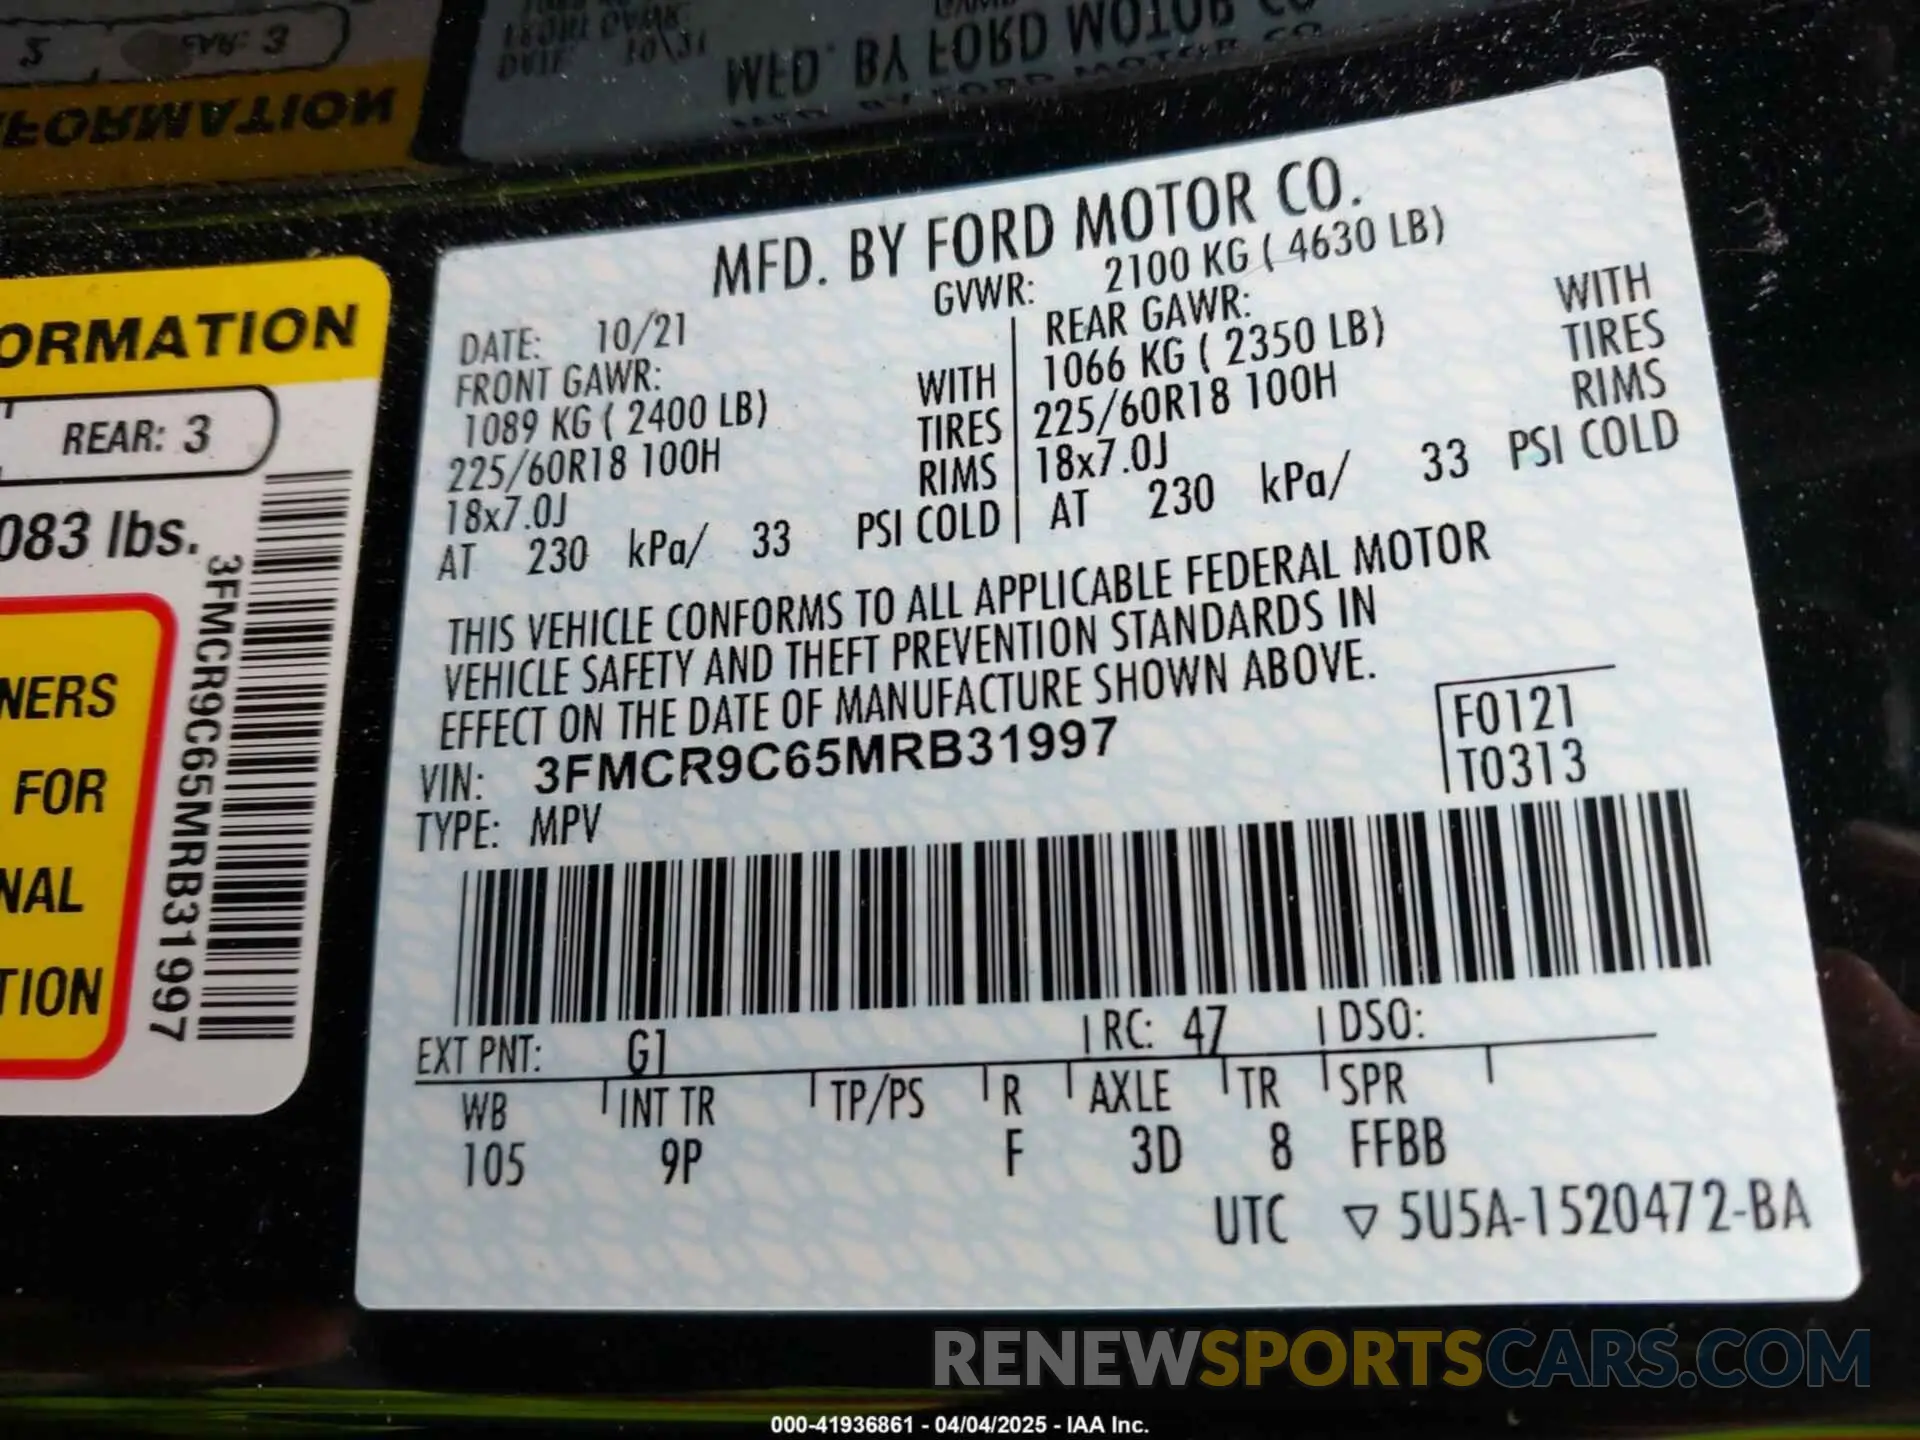 MFD. BY FORD MOTOR CO.
DATE: 10/21 GVWR: 2100 KG ( 4630 LB)
FRONT GAWR: REAR GAWR:
1089 KG ( 2400 LB) WITH 1066 KG ( 2350 LB) WITH
225/60R18 100H TIRES 225/60R18 100H TIRES
18x7.0J RIMS 18x7.0J RIMS
AT 230 kPa/ 33 PSI COLD AT 230 kPa/ 33 PSI COLD
THIS VEHICLE CONFORMS TO ALL APPLICABLE FEDERAL MOTOR
VEHICLE SAFETY AND THEFT PREVENTION STANDARDS IN
EFFECT ON THE DATE OF MANUFACTURE SHOWN ABOVE.
VIN: 3FMCR9C65MRB31997
TYPE: MPV
F0121
T0313
EXT PNT: G1 RC: 47 DSO:
WB INT TR TP/PS R AXLE TR SPR
105 9P F 3D 8 FFBB
UTC ▽ 5U5A-1520472-BA
ORMATION
REAR: 3
083 lbs.
3FMCR9C65MRB31997
NERS
FOR
NAL
TION
RENEWSPORTSCARS.COM
000-41936861 - 04/04/2025 - IAA Inc.